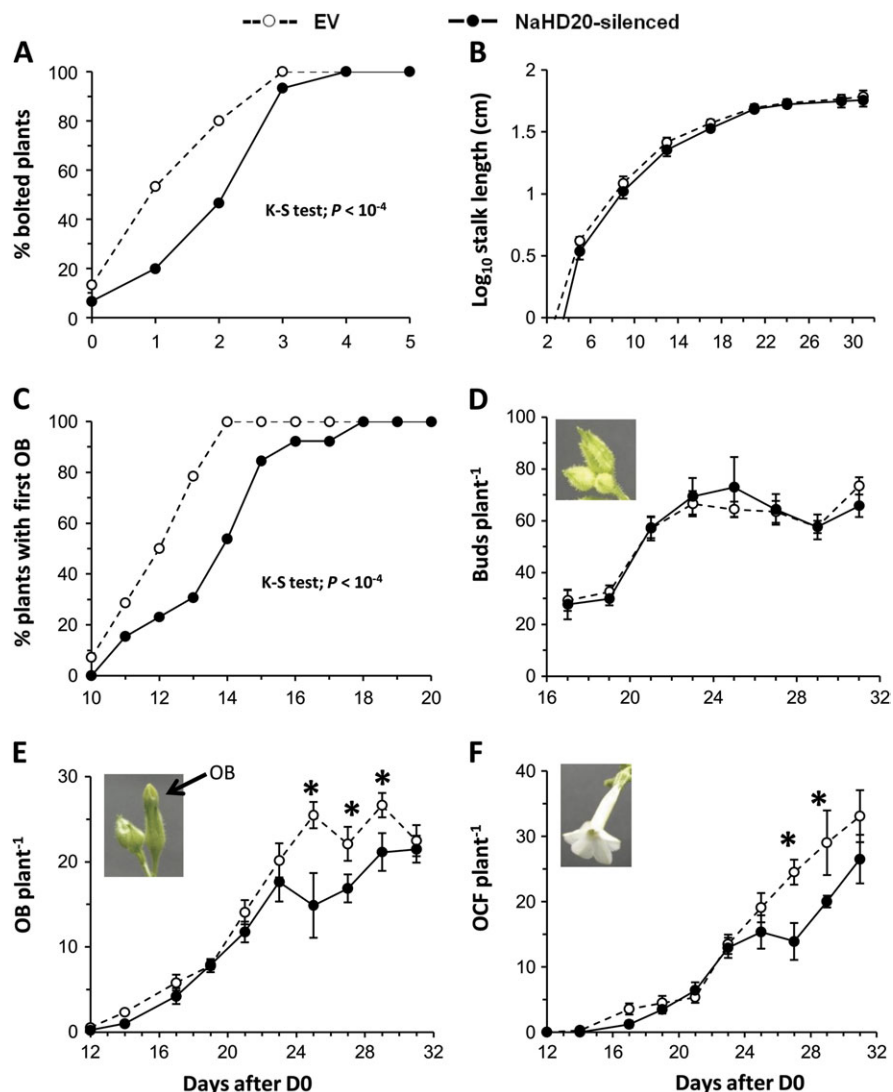 EV NaHD20-silenced
A
% bolted plants
100
80
60
40
20
0
0 1 2 3 4 5
K-S test; P < 10⁻⁴
B
Log₁₀ stalk length (cm)
2
1.5
1
0.5
0
2 6 10 14 18 22 26 30
C
% plants with first OB
100
80
60
40
20
0
10 12 14 16 18 20
K-S test; P < 10⁻⁴
D
Buds plant⁻¹
100
80
60
40
20
0
16 20 24 28 32
E
OB plant⁻¹
30
20
10
0
12 16 20 24 28 32
OB
* * *
Days after D0
F
OCF plant⁻¹
40
30
20
10
0
12 16 20 24 28 32
* *
Days after D0